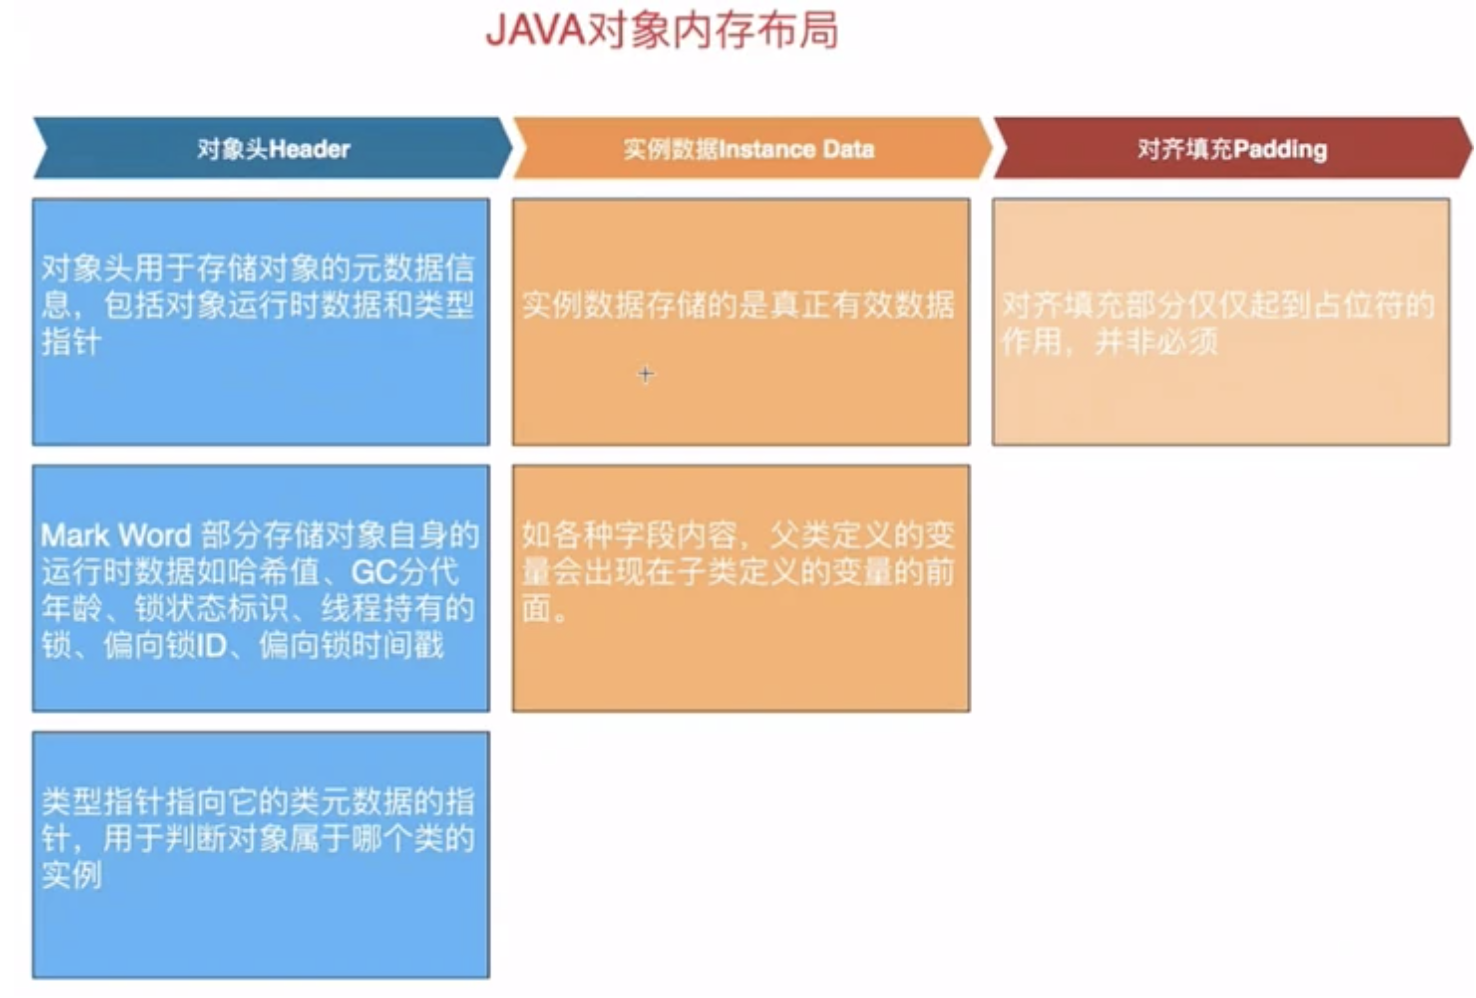 JAVA对象内存布局
对象头Header
实例数据Instance Data
对齐填充Padding
对象头用于存储对象的元数据信
息，包括对象运行时数据和类型
指针
实例数据存储的是真正有效数据
对齐填充部分仅仅起到占位符的
作用，并非必须
Mark Word 部分存储对象自身的
运行时数据如哈希值、GC分代
年龄、锁状态标识、线程持有的
锁、偏向锁ID、偏向锁时间戳
如各种字段内容，父类定义的变
量会出现在子类定义的变量的前
面。
类型指针指向它的类元数据的指
针，用于判断对象属于哪个类的
实例